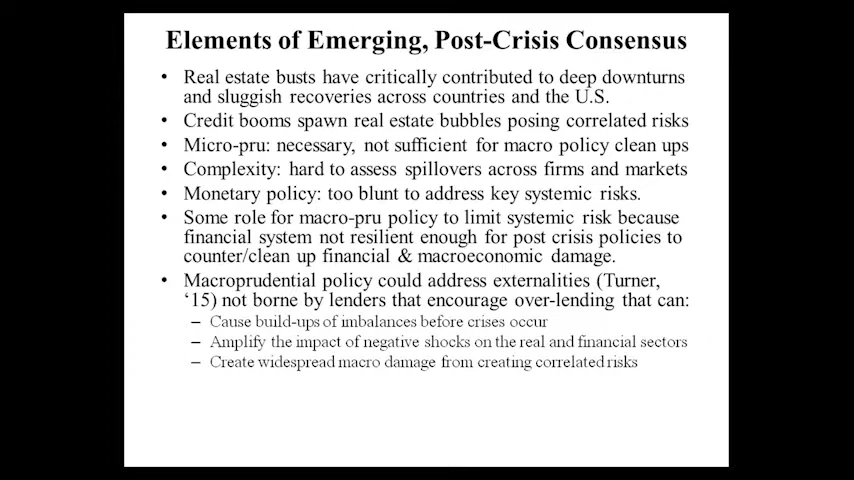 Elements of Emerging, Post-Crisis Consensus
• Real estate busts have critically contributed to deep downturns
and sluggish recoveries across countries and the U.S.
• Credit booms spawn real estate bubbles posing correlated risks
• Micro-pru: necessary, not sufficient for macro policy clean ups
• Complexity: hard to assess spillovers across firms and markets
• Monetary policy: too blunt to address key systemic risks.
• Some role for macro-pru policy to limit systemic risk because
financial system not resilient enough for post crisis policies to
counter/clean up financial & macroeconomic damage.
• Macroprudential policy could address externalities (Turner,
‘15) not borne by lenders that encourage over-lending that can:
– Cause build-ups of imbalances before crises occur
– Amplify the impact of negative shocks on the real and financial sectors
– Create widespread macro damage from creating correlated risks